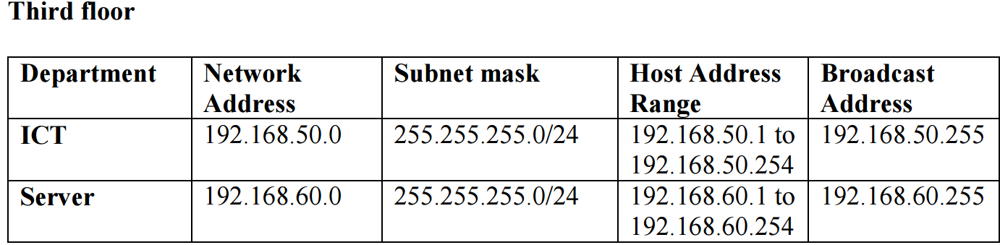 Third floor
Department Network Address Subnet mask Host Address Range Broadcast Address
ICT 192.168.50.0 255.255.255.0/24 192.168.50.1 to 192.168.50.254 192.168.50.255
Server 192.168.60.0 255.255.255.0/24 192.168.60.1 to 192.168.60.254 192.168.60.255